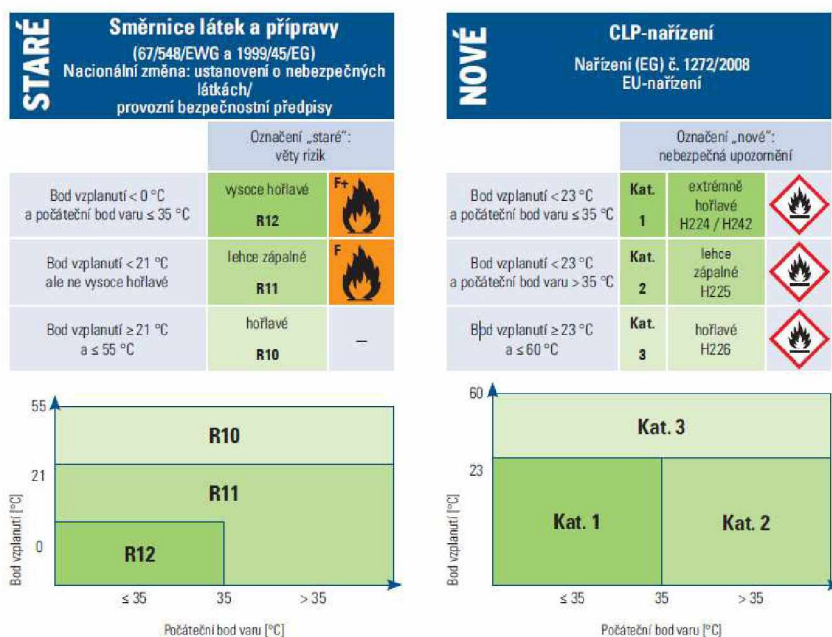 STARÉ
Směrnice látek a přípravy
(67/548/EWG a 1999/45/EG)
Nacionální změna: ustanovení o nebezpečných
látkách/
provozní bezpečnostní předpisy
Označení „staré“:
věty rizik
Bod vzplanutí < 0 °C
a počáteční bod varu ≤ 35 °C
vysoce hořlavé
R12
F+
Bod vzplanutí < 21 °C
ale ne vysoce hořlavé
lehce zápalné
R11
F
Bod vzplanutí ≥ 21 °C
a ≤ 55 °C
hořlavé
R10
–
NOVÉ
CLP-nařízení
Nařízení (EG) č. 1272/2008
EU-nařízení
Označení „nové“:
nebezpečná upozornění
Bod vzplanutí < 23 °C
a počáteční bod varu ≤ 35 °C
Kat.
1
extrémně
hořlavé
H224 / H242
Bod vzplanutí < 23 °C
a počáteční bod varu > 35 °C
Kat.
2
lehce
zápalné
H225
Bod vzplanutí ≥ 23 °C
a ≤ 60 °C
Kat.
3
hořlavé
H226
55
21
0
Bod vzplanutí [°C]
R10
R11
R12
≤ 35
35
> 35
Počáteční bod varu [°C]
60
23
Bod vzplanutí [°C]
Kat. 3
Kat. 1
Kat. 2
≤ 35
35
> 35
Počáteční bod varu [°C]